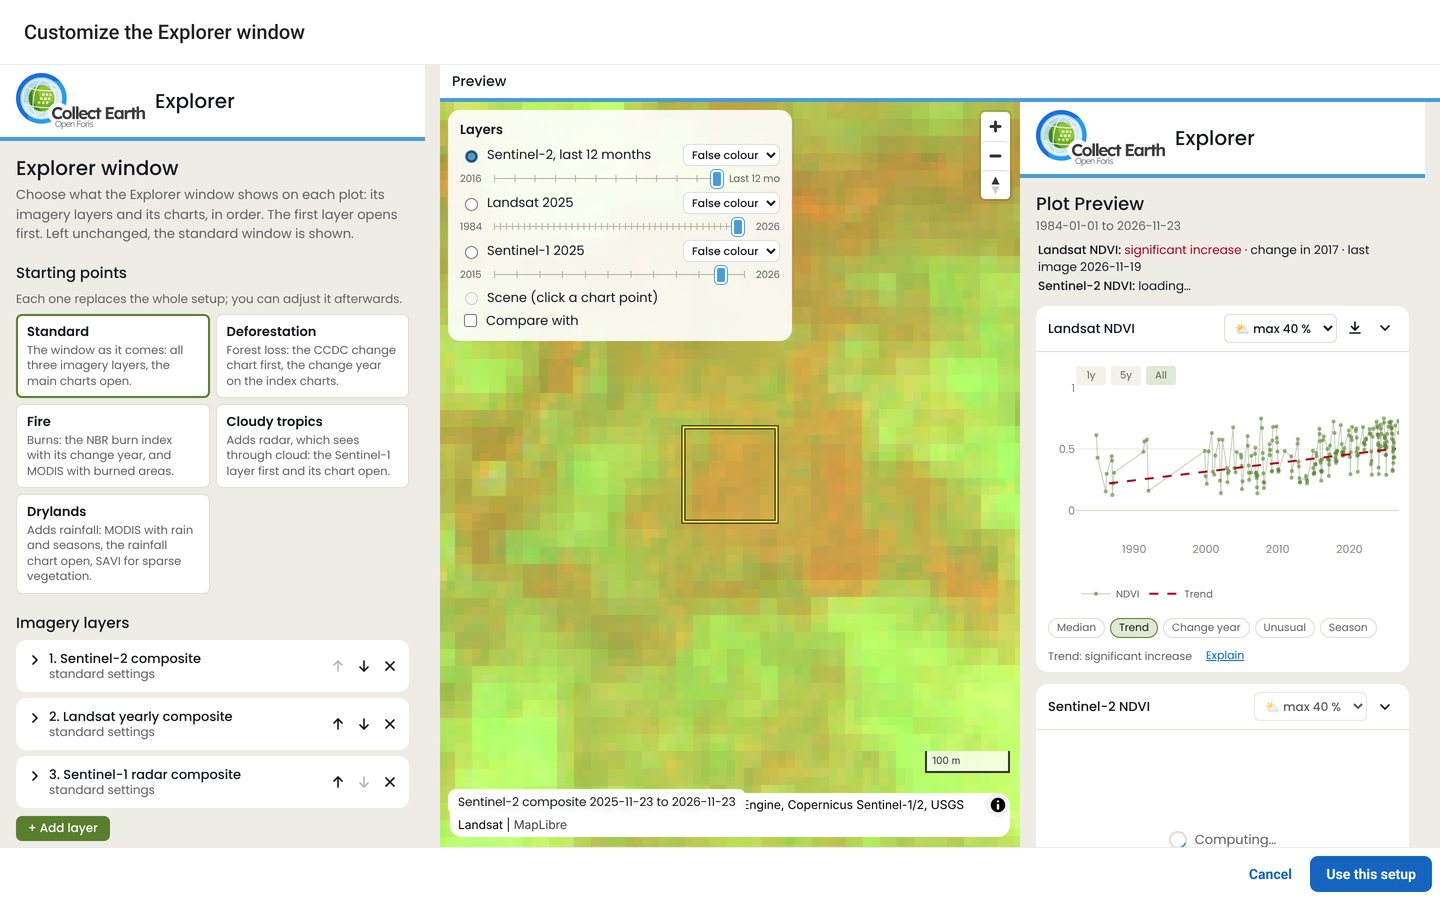 Customize the Explorer window
Collect Earth
Open Foris
Explorer
Explorer window
Choose what the Explorer window shows on each plot: its
imagery layers and its charts, in order. The first layer opens
first. Left unchanged, the standard window is shown.
Starting points
Each one replaces the whole setup; you can adjust it afterwards.
Standard
The window as it comes: all
three imagery layers, the
main charts open.
Deforestation
Forest loss: the CCDC change
chart first, the change year
on the index charts.
Fire
Burns: the NBR burn index
with its change year, and
MODIS with burned areas.
Cloudy tropics
Adds radar, which sees
through cloud: the Sentinel-1
layer first and its chart open.
Drylands
Adds rainfall: MODIS with rain
and seasons, the rainfall
chart open, SAVI for sparse
vegetation.
Imagery layers
1. Sentinel-2 composite
standard settings
2. Landsat yearly composite
standard settings
3. Sentinel-1 radar composite
standard settings
+ Add layer
Preview
Layers
Sentinel-2, last 12 months False colour
2016 Last 12 mo
Landsat 2025 False colour
1984 2026
Sentinel-1 2025 False colour
2015 2026
Scene (click a chart point)
Compare with
100 m
Sentinel-2 composite 2025-11-23 to 2026-11-23
Engine, Copernicus Sentinel-1/2, USGS
Landsat | MapLibre
Collect Earth
Open Foris
Explorer
Plot Preview
1984-01-01 to 2026-11-23
Landsat NDVI: significant increase · change in 2017 · last
image 2026-11-19
Sentinel-2 NDVI: loading...
Landsat NDVI max 40 %
1y 5y All
1
0.5
0
1990 2000 2010 2020
NDVI Trend
Median Trend Change year Unusual Season
Trend: significant increase Explain
Sentinel-2 NDVI max 40 %
Computing...
Cancel Use this setup